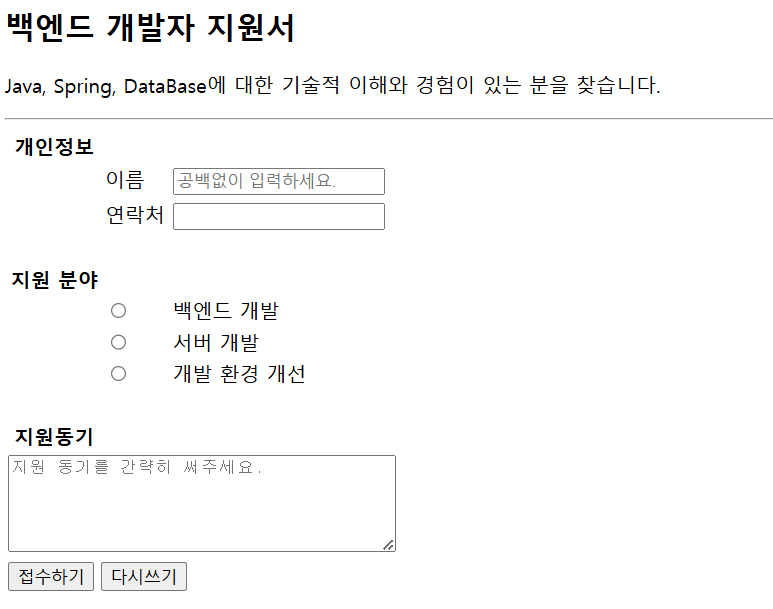 백엔드 개발자 지원서
Java, Spring, DataBase에 대한 기술적 이해와 경험이 있는 분을 찾습니다.
개인정보
이름 공백없이 입력하세요.
연락처
지원 분야
백엔드 개발
서버 개발
개발 환경 개선
지원동기
지원 동기를 간략히 써주세요.
접수하기 다시쓰기